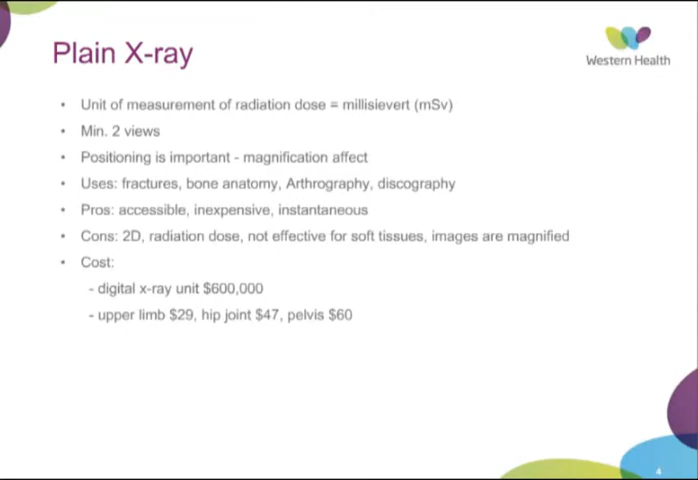 Plain X-ray
Western Health
• Unit of measurement of radiation dose = millisievert (mSv)
• Min. 2 views
• Positioning is important - magnification affect
• Uses: fractures, bone anatomy, Arthrography, discography
• Pros: accessible, inexpensive, instantaneous
• Cons: 2D, radiation dose, not effective for soft tissues, images are magnified
• Cost:
- digital x-ray unit $600,000
- upper limb $29, hip joint $47, pelvis $60
4